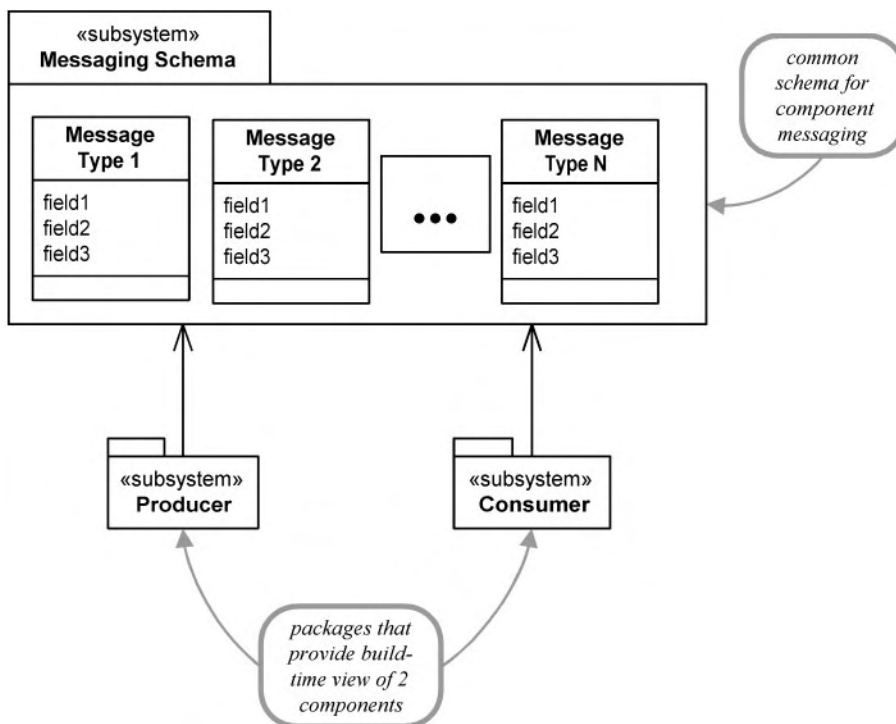 «subsystem»
Messaging Schema
common
schema for
component
messaging
Message
Type 1
field1
field2
field3
Message
Type 2
field1
field2
field3
•••
Message
Type N
field1
field2
field3
«subsystem»
Producer
«subsystem»
Consumer
packages that
provide build-
time view of 2
components